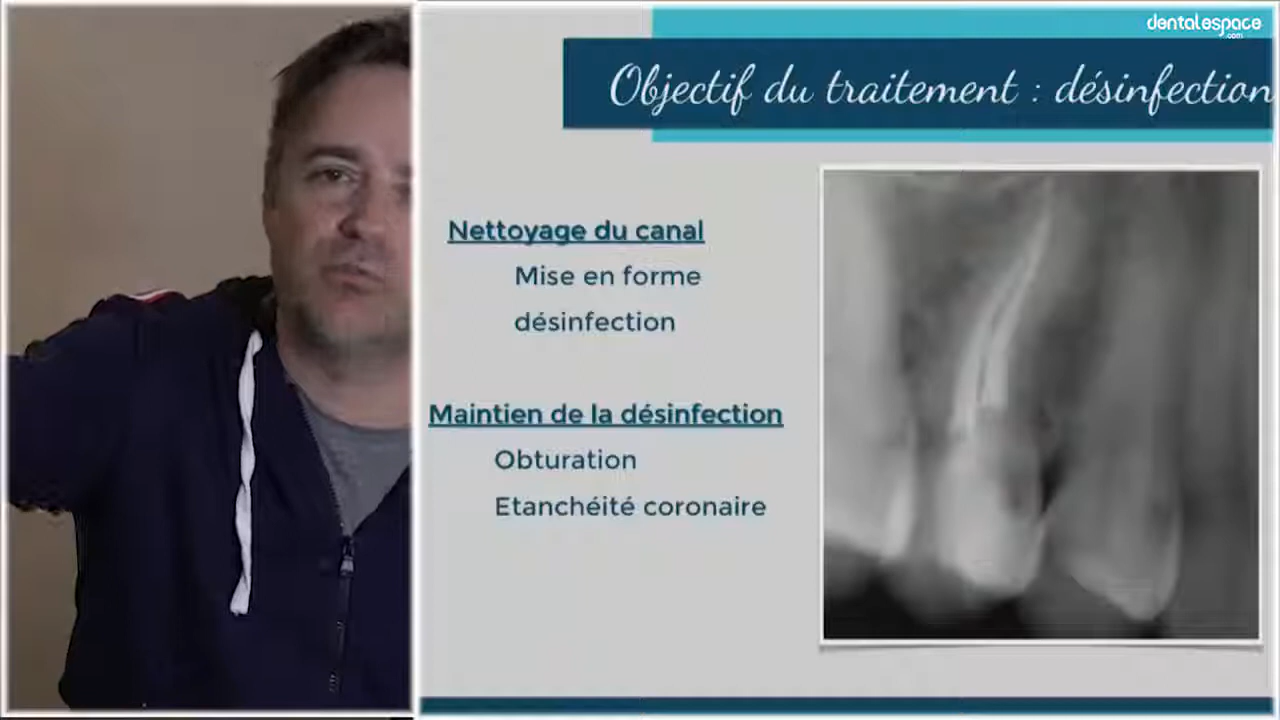 dentalespace
.com
Objectif du traitement : désinfection
Nettoyage du canal
Mise en forme
désinfection
Maintien de la désinfection
Obturation
Etanchéité coronaire